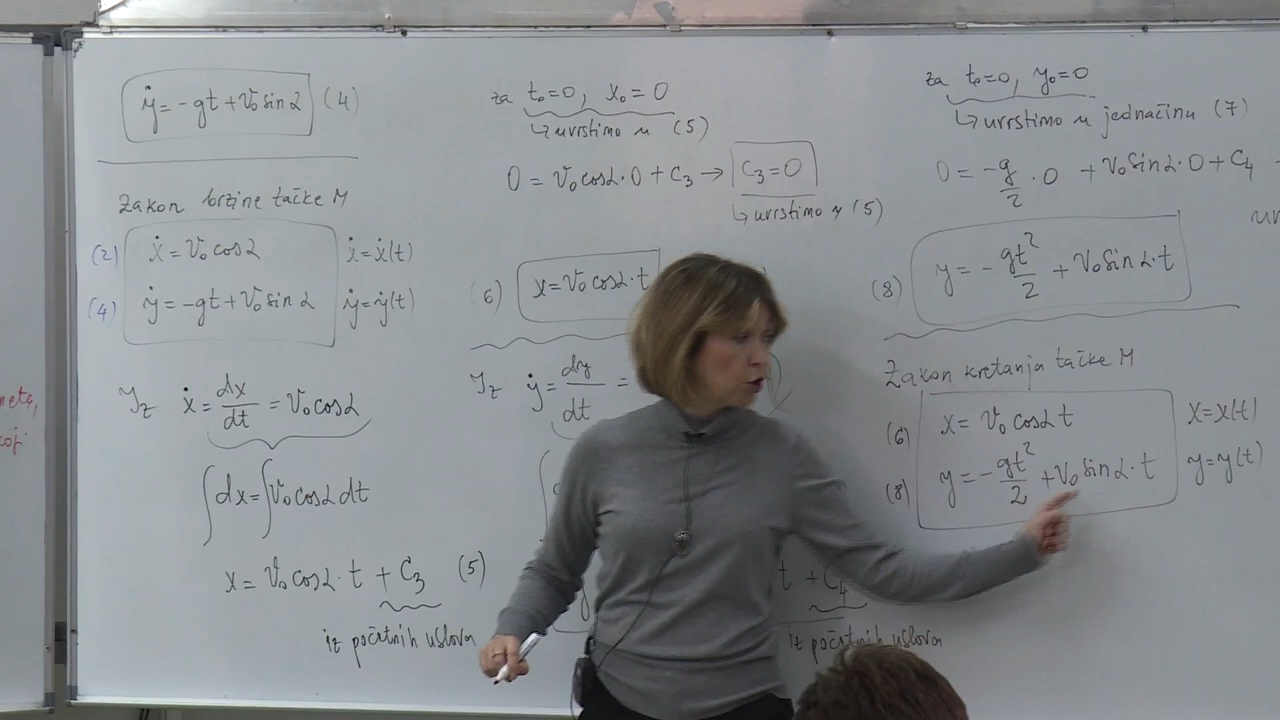 ẏ = -gt + v₀ sin α (4)
Zakon brzine tačke M
(2) ẋ = v₀ cos α ẋ = ẋ(t)
(4) ẏ = -gt + v₀ sin α ẏ = ẏ(t)
Iz ẋ = dx/dt = v₀ cos α
∫dx = ∫v₀ cos α dt
x = v₀ cos α · t + C₃ (5)
iz početnih uslova
za t₀ = 0, x₀ = 0
↳ uvrstimo u (5)
0 = v₀ cos α · 0 + C₃ → C₃ = 0
↳ uvrstimo u (5)
6) x = v₀ cos α · t
Iz ẏ = dy/dt =
t + C₄
iz početnih uslova
za t₀ = 0, y₀ = 0
↳ uvrstimo u jednačinu (7)
0 = -g/2 · 0 + v₀ sin α · 0 + C₄
(8) y = -gt²/2 + v₀ sin α · t
Zakon kretanja tačke M
(6) x = v₀ cos α t x = x(t)
(8) y = -gt²/2 + v₀ sin α · t y = y(t)